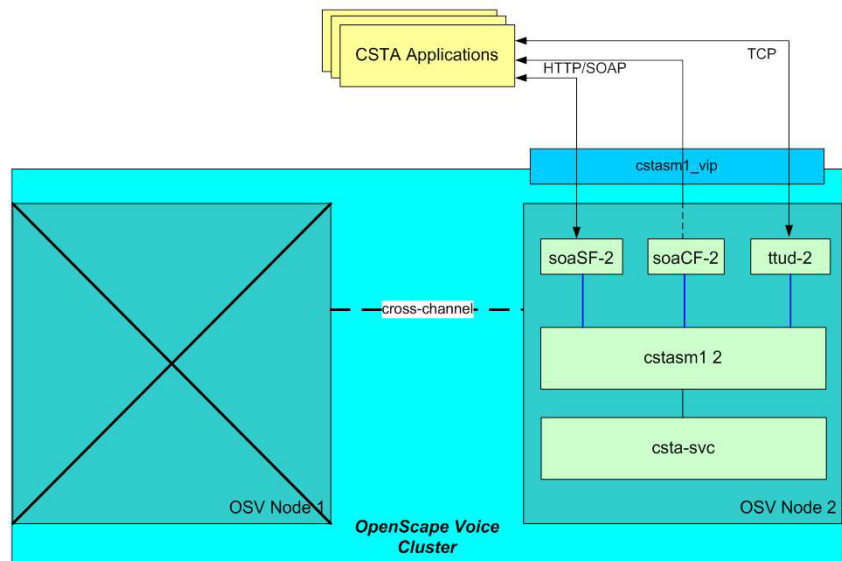 CSTA Applications
HTTP/SOAP
TCP
cstasm1_vip
soaSF-2
soaCF-2
ttud-2
cross-channel
cstasm1 2
csta-svc
OSV Node 1
OSV Node 2
OpenScape Voice
Cluster